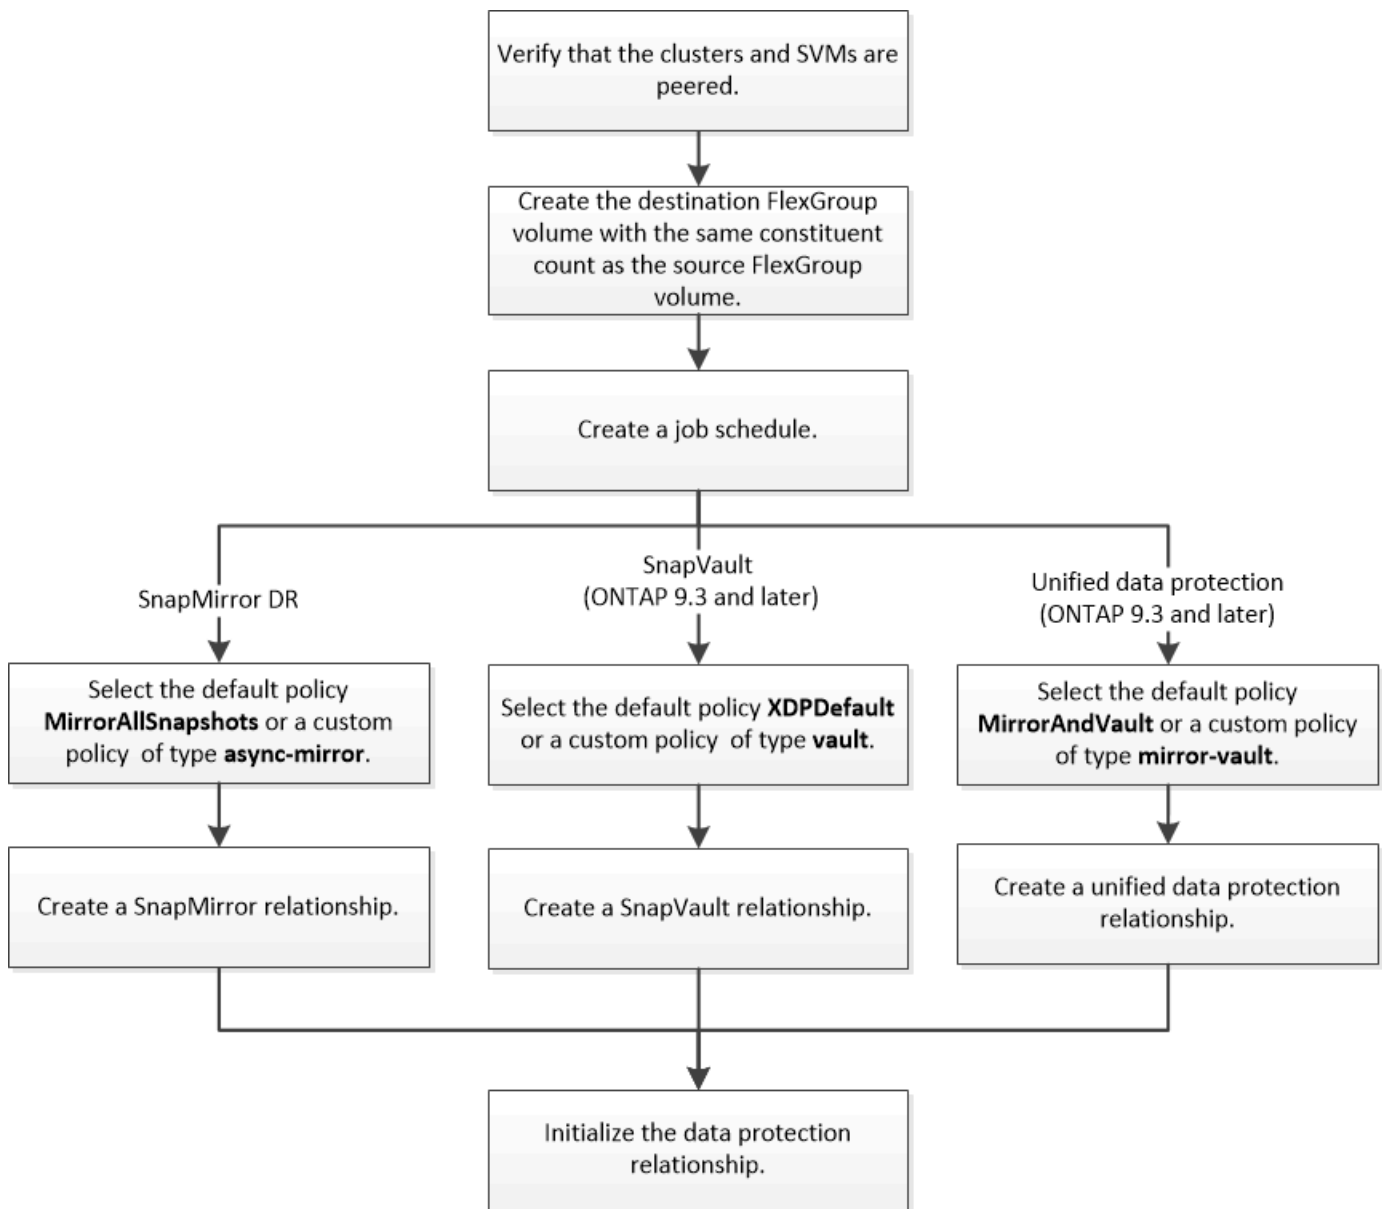 Verify that the clusters and SVMs are
peered.
Create the destination FlexGroup
volume with the same constituent
count as the source FlexGroup
volume.
Create a job schedule.
SnapMirror DR
SnapVault
(ONTAP 9.3 and later)
Unified data protection
(ONTAP 9.3 and later)
Select the default policy
MirrorAllSnapshots or a custom
policy of type async-mirror.
Select the default policy XDPDefault
or a custom policy of type vault.
Select the default policy
MirrorAndVault or a custom policy
of type mirror-vault.
Create a SnapMirror relationship.
Create a SnapVault relationship.
Create a unified data protection
relationship.
Initialize the data protection
relationship.